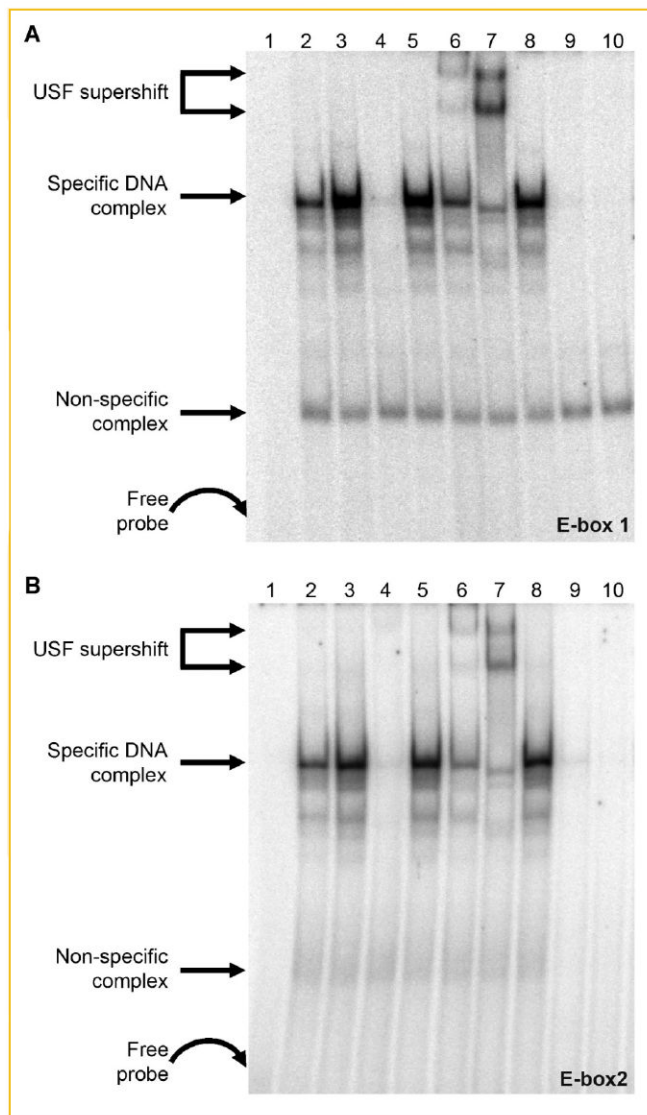 A
1 2 3 4 5 6 7 8 9 10
USF supershift
Specific DNA
complex
Non-specific
complex
Free
probe
E-box 1
B
1 2 3 4 5 6 7 8 9 10
USF supershift
Specific DNA
complex
Non-specific
complex
Free
probe
E-box2